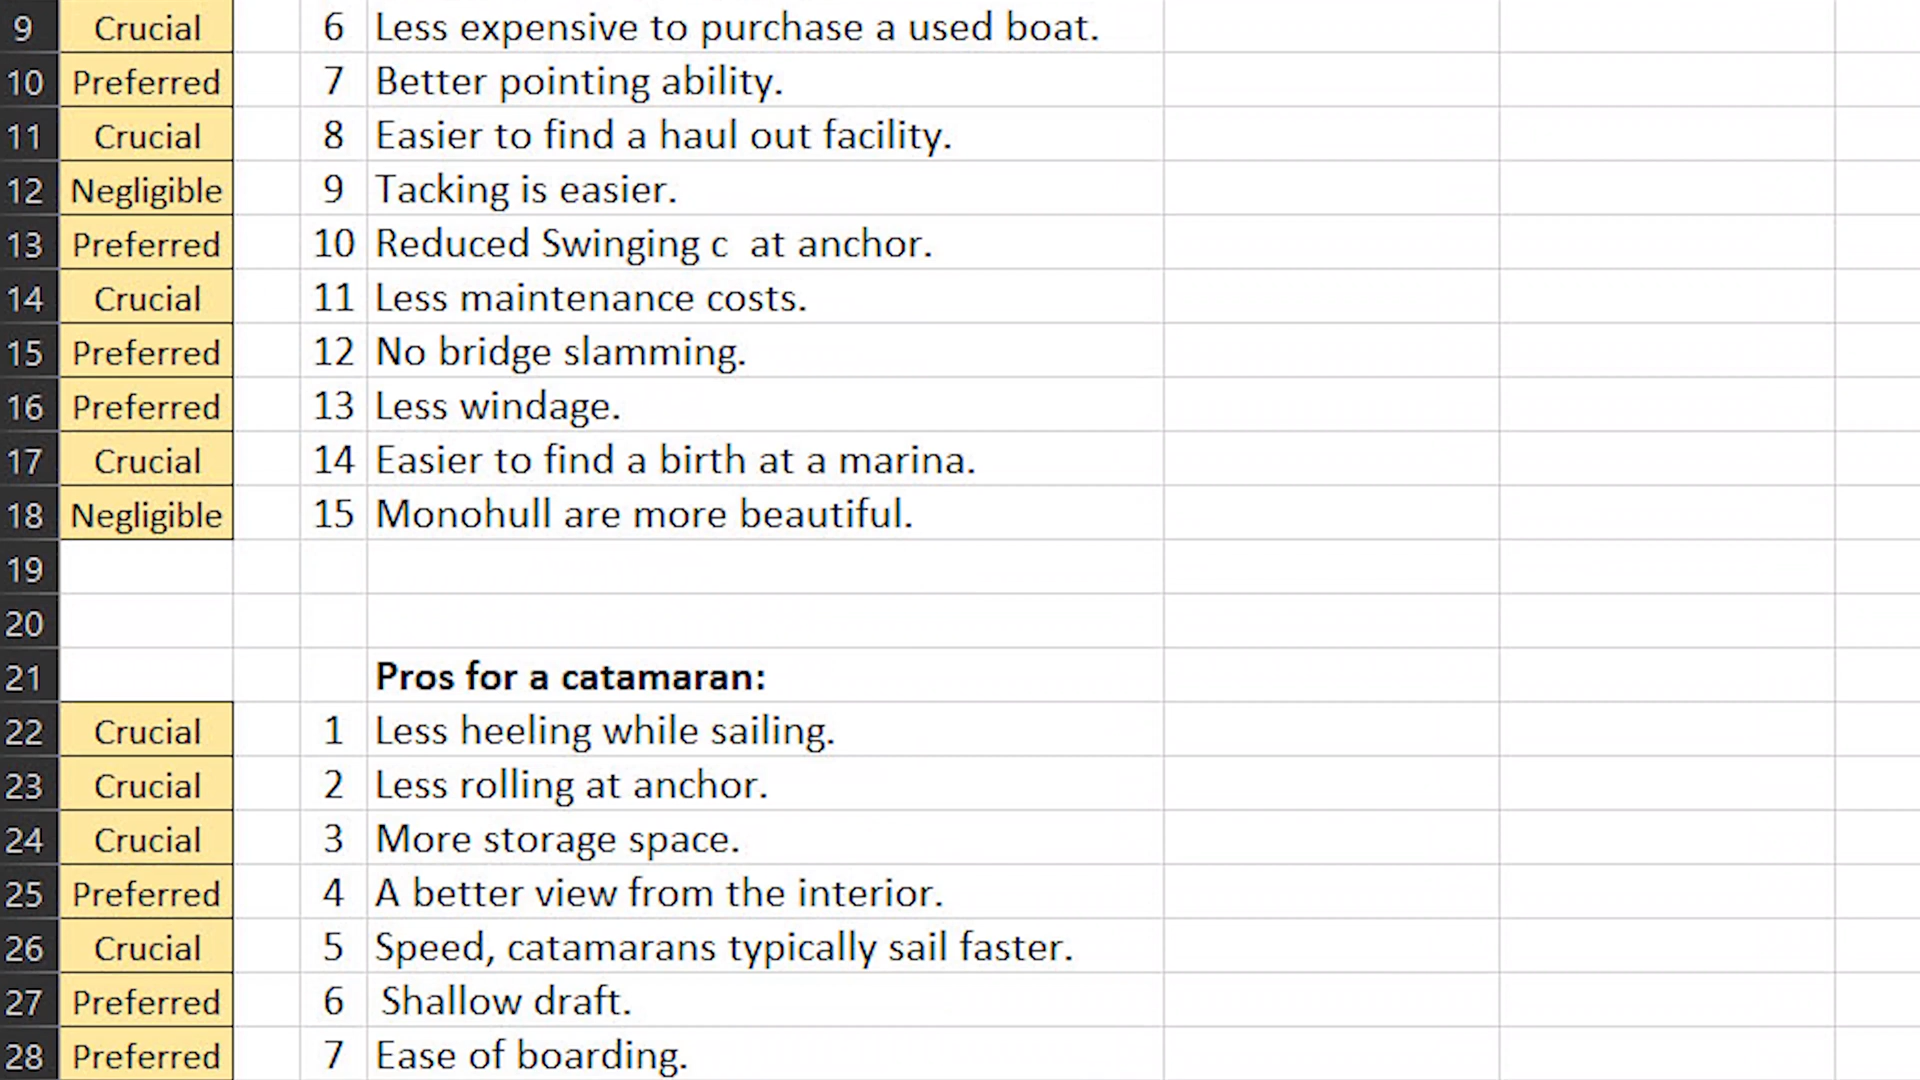 9 Crucial 6 Less expensive to purchase a used boat.
10 Preferred 7 Better pointing ability.
11 Crucial 8 Easier to find a haul out facility.
12 Negligible 9 Tacking is easier.
13 Preferred 10 Reduced Swinging c  at anchor.
14 Crucial 11 Less maintenance costs.
15 Preferred 12 No bridge slamming.
16 Preferred 13 Less windage.
17 Crucial 14 Easier to find a birth at a marina.
18 Negligible 15 Monohull are more beautiful.
19
20
21 Pros for a catamaran:
22 Crucial 1 Less heeling while sailing.
23 Crucial 2 Less rolling at anchor.
24 Crucial 3 More storage space.
25 Preferred 4 A better view from the interior.
26 Crucial 5 Speed, catamarans typically sail faster.
27 Preferred 6 Shallow draft.
28 Preferred 7 Ease of boarding.